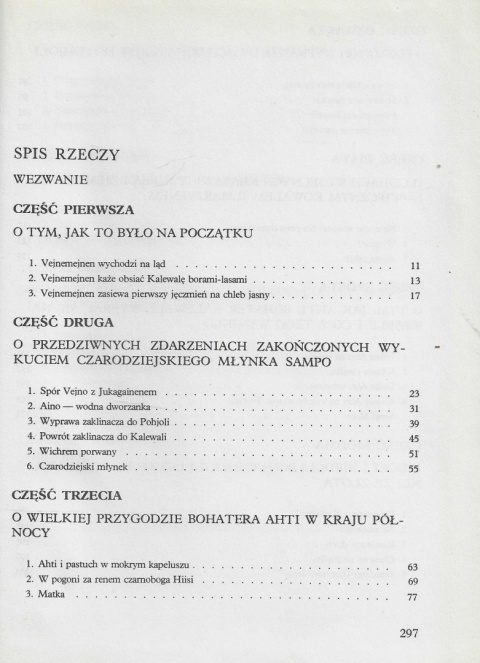 SPIS RZECZY
WEZWANIE
CZĘŚĆ PIERWSZA
O TYM, JAK TO BYŁO NA POCZĄTKU
1. Vejnemejnen wychodzi na ląd . . . . . . . . . . . . . . . . . . . . . . . 11
2. Vejnemejnen każe obsiać Kalewalę borami-lasami . . . . . . . . . . . . . . . 13
3. Vejnemejnen zasiewa pierwszy jęczmień na chleb jasny . . . . . . . . . . . . . 17
CZĘŚĆ DRUGA
O PRZEDZIWNYCH ZDARZENIACH ZAKOŃCZONYCH WY-
KUCIEM CZARODZIEJSKIEGO MŁYNKA SAMPO
1. Spór Vejno z Jukagainenem . . . . . . . . . . . . . . . . . . . . . . . . 23
2. Aino — wodna dworzanka . . . . . . . . . . . . . . . . . . . . . . . . . 31
3. Wyprawa zaklinacza do Pohjoli . . . . . . . . . . . . . . . . . . . . . . . 39
4. Powrót zaklinacza do Kalewali . . . . . . . . . . . . . . . . . . . . . . . 45
5. Wichrem porwany . . . . . . . . . . . . . . . . . . . . . . . . . . . . 51
6. Czarodziejski młynek . . . . . . . . . . . . . . . . . . . . . . . . . . . 55
CZĘŚĆ TRZECIA
O WIELKIEJ PRZYGODZIE BOHATERA AHTI W KRAJU PÓŁ-
NOCY
1. Ahti i pastuch w mokrym kapeluszu . . . . . . . . . . . . . . . . . . . . . 63
2. W pogoni za renem czarnoboga Hiisi . . . . . . . . . . . . . . . . . . . . 69
3. Matka . . . . . . . . . . . . . . . . . . . . . . . . . . . . . . . . . 77
297